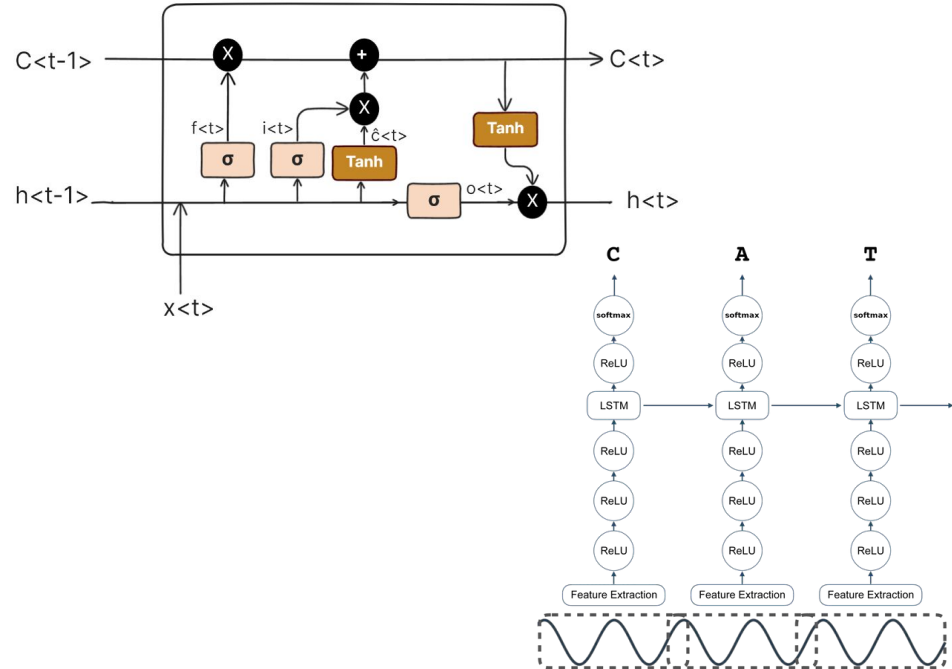 C<t-1>
X
+
C<t>
X
Tanh
f<t>
i<t>
ĉ<t>
σ
σ
Tanh
h<t-1>
σ
o<t>
X
h<t>
x<t>
C A T
softmax softmax softmax
ReLU ReLU ReLU
LSTM LSTM LSTM
ReLU ReLU ReLU
ReLU ReLU ReLU
ReLU ReLU ReLU
Feature Extraction Feature Extraction Feature Extraction